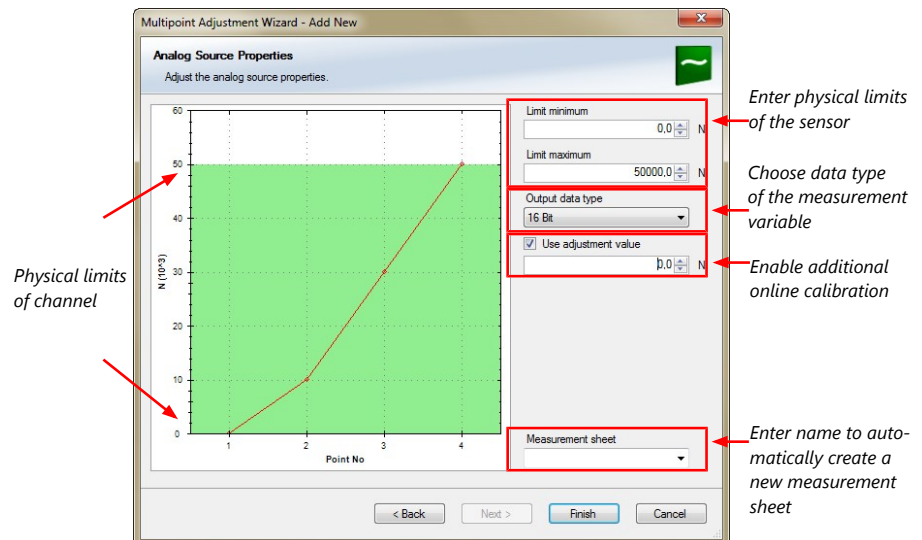 Multipoint Adjustment Wizard - Add New
Analog Source Properties
Adjust the analog source properties.
60
50
40
30
20
10
0
N (10^3)
1
2
3
4
Point No
Limit minimum
0,0
N
Limit maximum
50000,0
N
Output data type
16 Bit
Use adjustment value
0.0
N
Measurement sheet
< Back
Next >
Finish
Cancel
Physical limits
of channel
Enter physical limits
of the sensor
Choose data type
of the measurement
variable
Enable additional
online calibration
Enter name to auto-
matically create a
new measurement
sheet